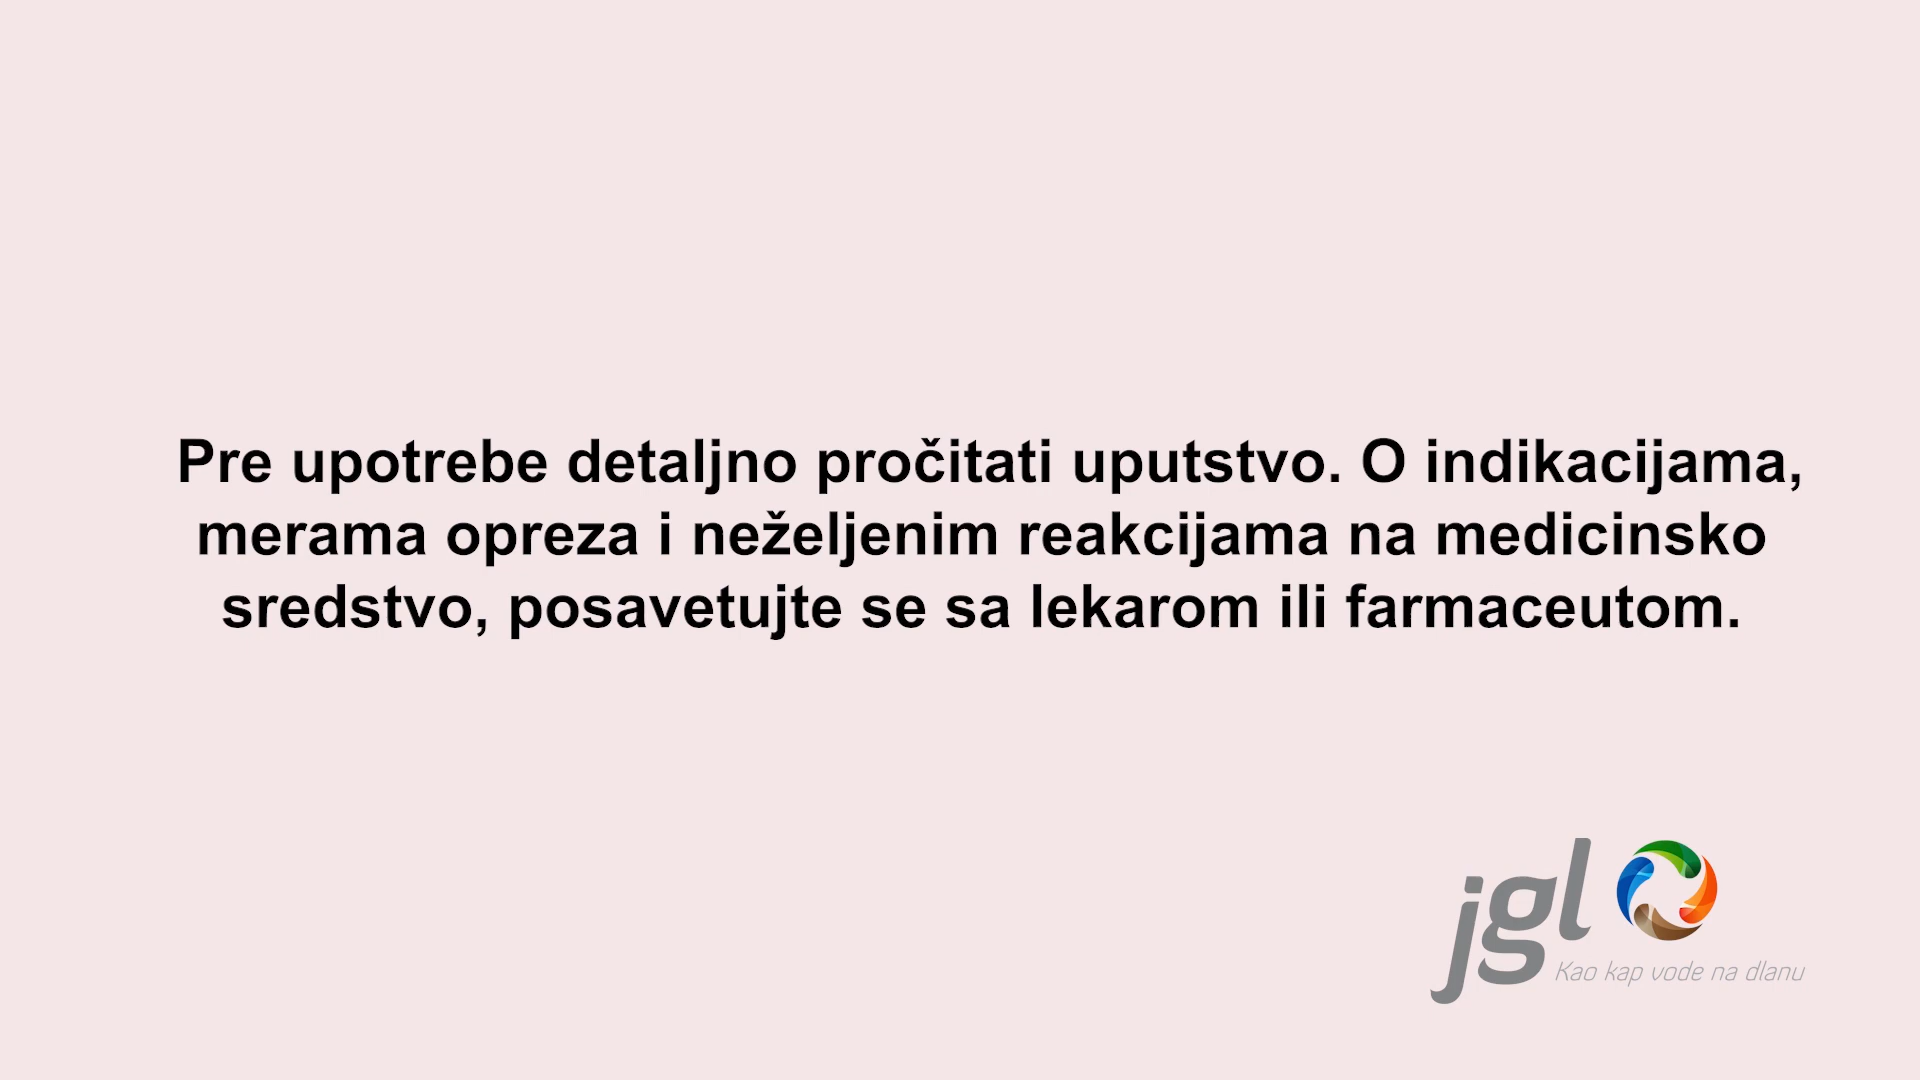 Pre upotrebe detaljno pročitati uputstvo. O indikacijama,
merama opreza i neželjenim reakcijama na medicinsko
sredstvo, posavetujte se sa lekarom ili farmaceutom.
jgl
Kao kap vode na dlanu